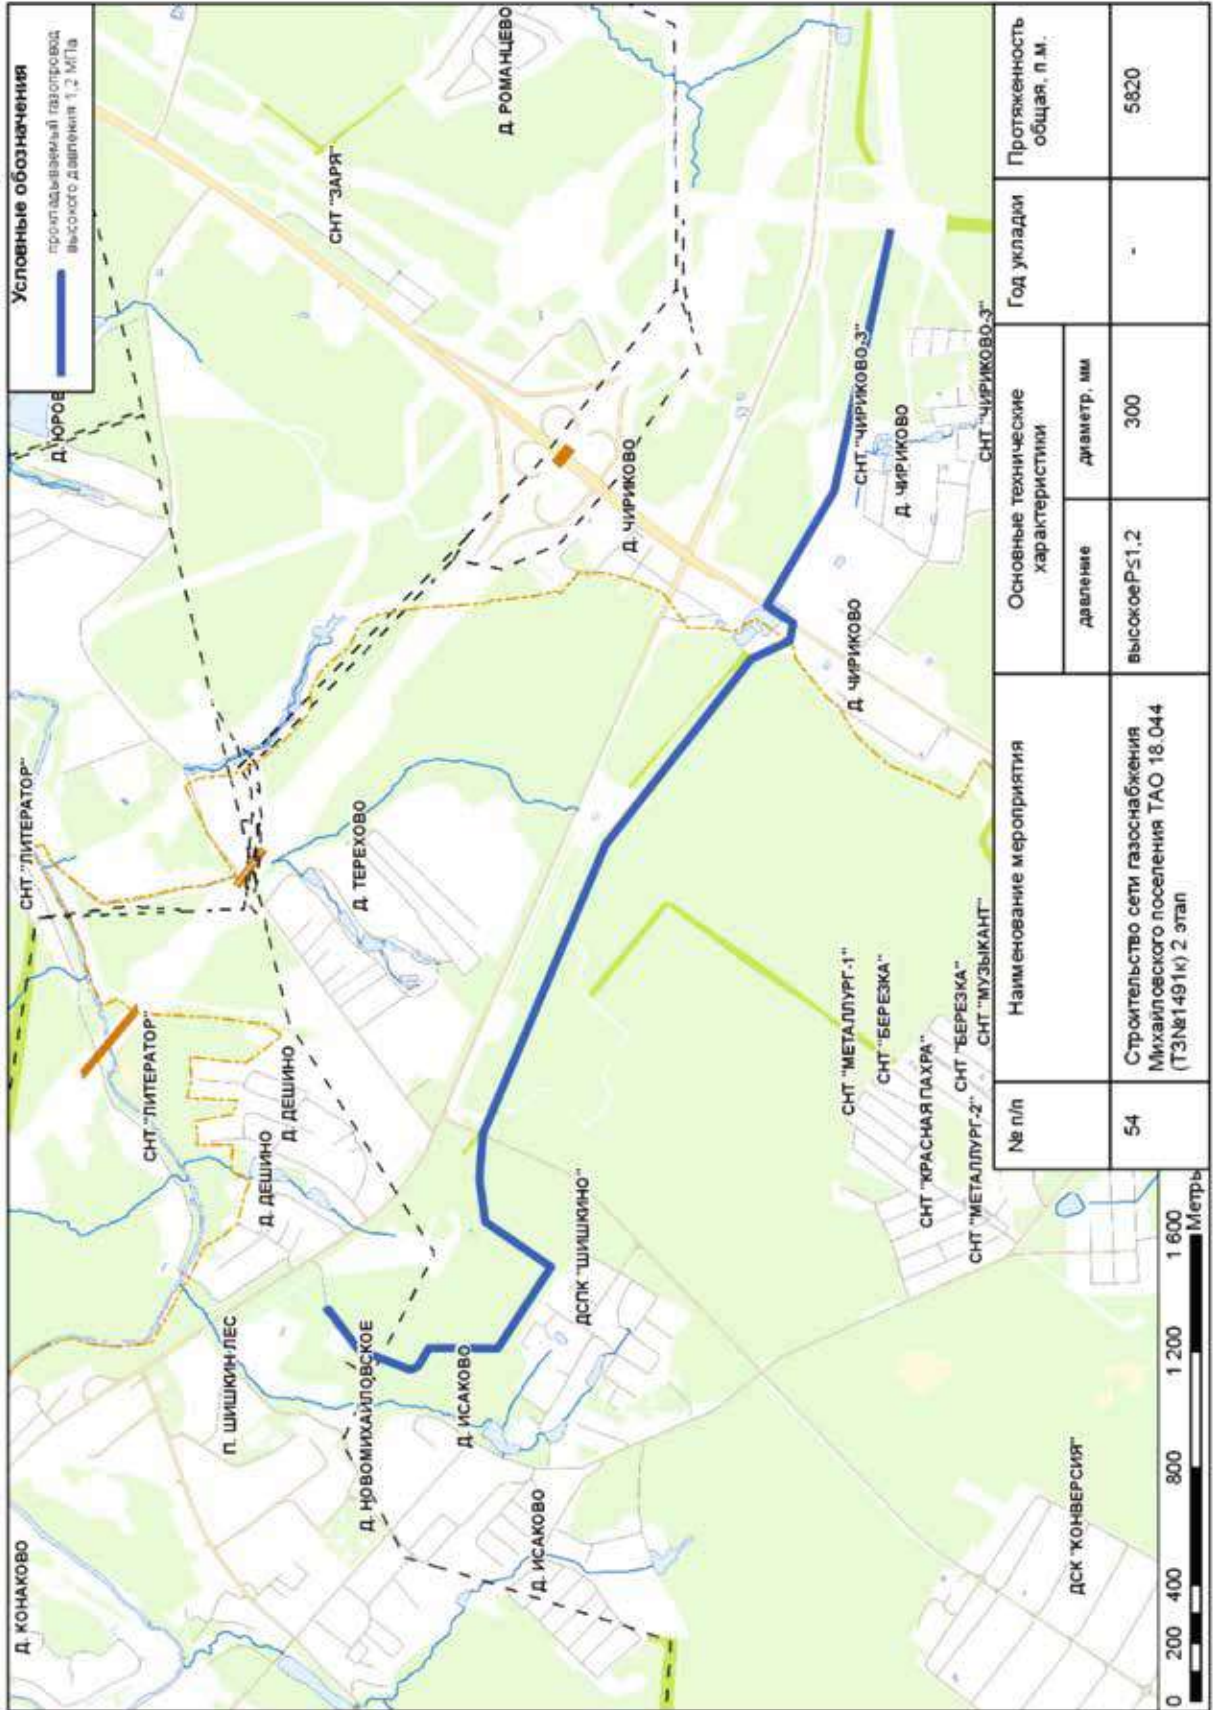 Условные обозначения
прокладываемый газопровод
высокого давления 1,2 МПа
Д. КОНАКОВО
СНТ "ЛИТЕРАТОР"
Д. ЮРОВ
СНТ "ЛИТЕРАТОР"
П. ШИШКИН ЛЕС
Д. ДЕШИНО
Д. ДЕШИНО
СНТ "ЗАРЯ"
Д. ТЕРЕХОВО
Д. НОВОМИХАЙЛОВСКОЕ
Д. ИСАКОВО
Д. РОМАНЦЕВО
Д. ИСАКОВО
ДСПК "ШИШКИНО"
Д. ЧИРИКОВО
СНТ "МЕТАЛЛУРГ-1"
Д. ЧИРИКОВО
СНТ "ЧИРИКОВО-3"
СНТ "БЕРЕЗКА"
Д. ЧИРИКОВО
СНТ "КРАСНАЯ ПАХРА"
СНТ "БЕРЕЗКА"
СНТ "МЕТАЛЛУРГ-2"
СНТ "МУЗЫКАНТ"
СНТ "ЧИРИКОВО-3"
ДСК "КОНВЕРСИЯ"
0 200 400 800 1 200 1 600
Метры
№ п/п
Наименование мероприятия
Основные технические
характеристики
давление
диаметр, мм
Год укладки
Протяженность
общая, п.м.
54
Строительство сети газоснабжения
Михайловского поселения ТАО 18.044
(ТЗ№1491к) 2 этап
высокоеP≤1,2
300
-
5820